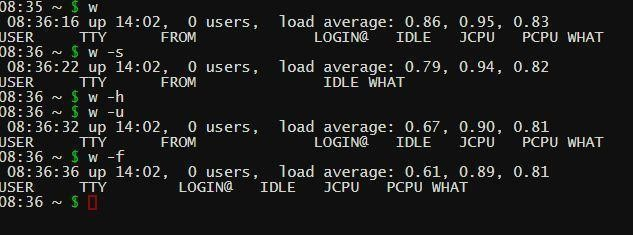 08:35 ~ $ w
 08:36:16 up 14:02,  0 users,  load average: 0.86, 0.95, 0.83
USER     TTY      FROM             LOGIN@   IDLE   JCPU   PCPU WHAT
08:36 ~ $ w -s
 08:36:22 up 14:02,  0 users,  load average: 0.79, 0.94, 0.82
USER     TTY      FROM              IDLE WHAT
08:36 ~ $ w -h
08:36 ~ $ w -u
 08:36:32 up 14:02,  0 users,  load average: 0.67, 0.90, 0.81
USER     TTY      FROM             LOGIN@   IDLE   JCPU   PCPU WHAT
08:36 ~ $ w -f
 08:36:36 up 14:02,  0 users,  load average: 0.61, 0.89, 0.81
USER     TTY        LOGIN@   IDLE   JCPU   PCPU WHAT
08:36 ~ $